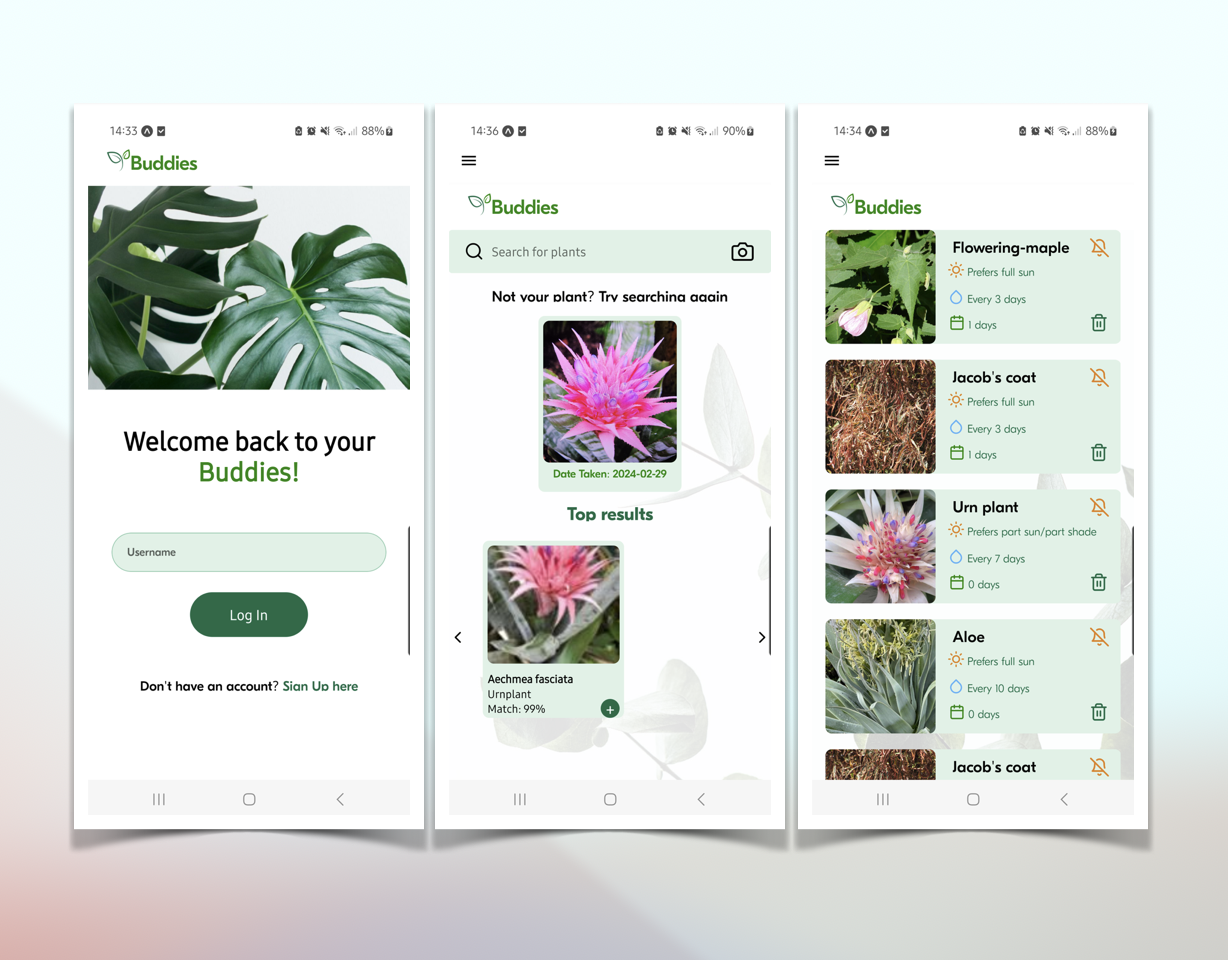 14:33
88%
Buddies
Welcome back to your
Buddies!
Username
Log In
Don't have an account? Sign Up here
14:36
90%
Buddies
Search for plants
Not your plant? Try searching again
Date Taken: 2024-02-29
Top results
Aechmea fasciata
Urnplant
Match: 99%
14:34
88%
Buddies
Flowering-maple
Prefers full sun
Every 3 days
1 days
Jacob's coat
Prefers full sun
Every 3 days
1 days
Urn plant
Prefers part sun/part shade
Every 7 days
0 days
Aloe
Prefers full sun
Every 10 days
0 days
Jacob's coat